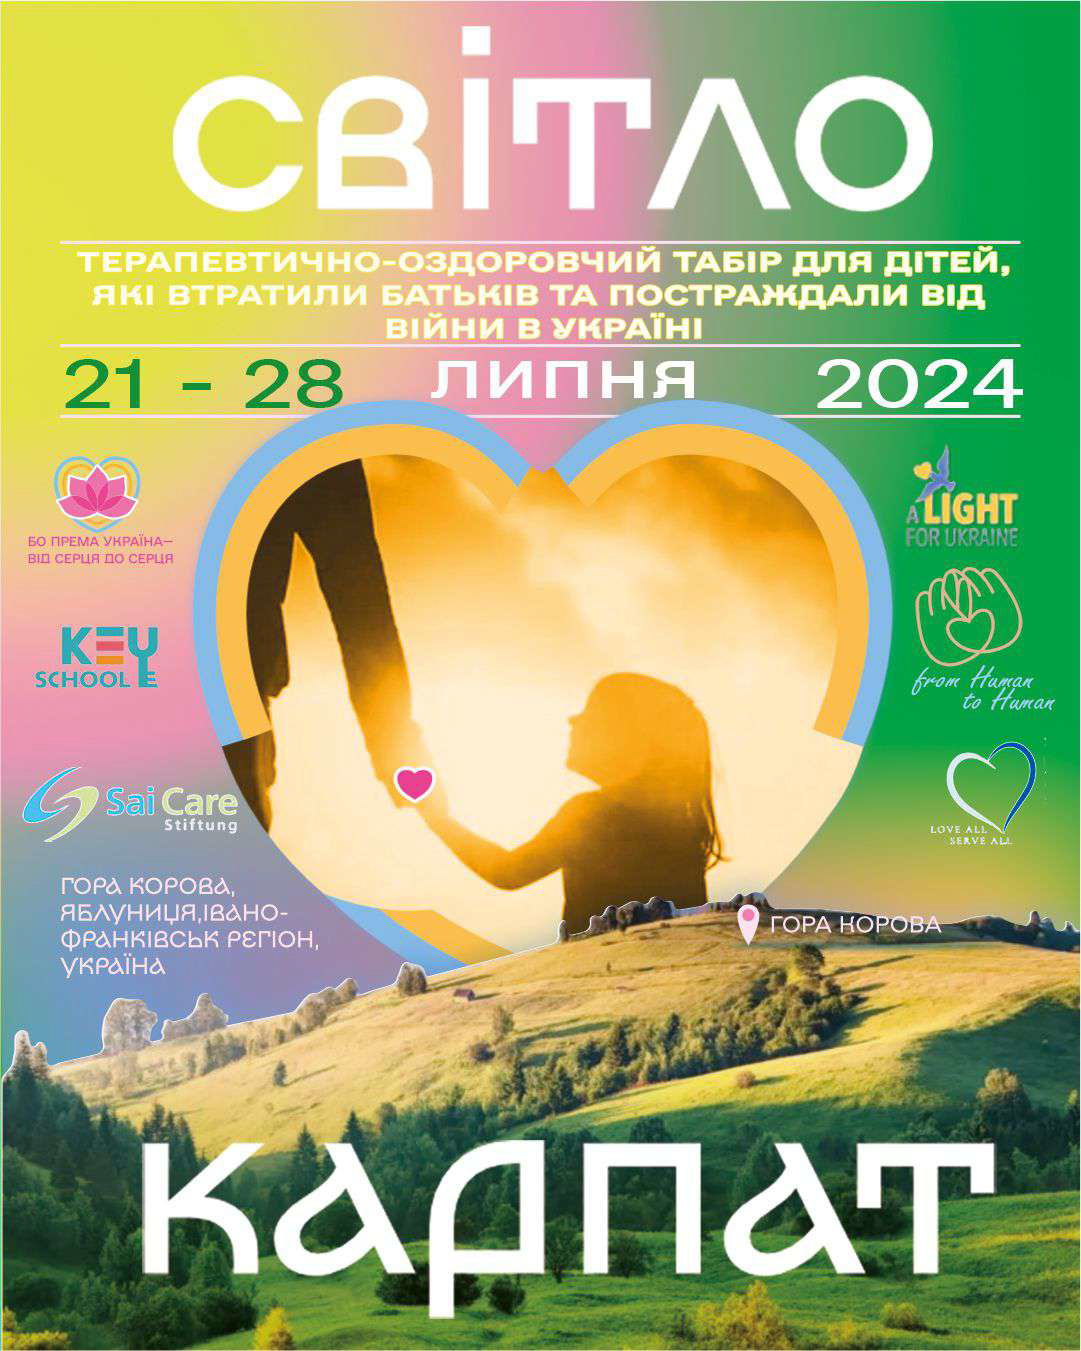 СВІТЛО
ТЕРАПЕВТИЧНО-ОЗДОРОВЧИЙ ТАБІР ДЛЯ ДІТЕЙ,
ЯКІ ВТРАТИЛИ БАТЬКІВ ТА ПОСТРАЖДАЛИ ВІД
ВІЙНИ В УКРАЇНІ
21 - 28 ЛИПНЯ 2024
БО ПРЕМА УКРАЇНА–
ВІД СЕРЦЯ ДО СЕРЦЯ
A LIGHT
FOR UKRAINE
KEY
SCHOOL
from Human
to Human
Sai Care
Stiftung
LOVE ALL
SERVE ALL
ГОРА КОРОВА,
ЯБЛУНИЦЯ,ІВАНО-
ФРАНКІВСЬК РЕГІОН,
УКРАЇНА
ГОРА КОРОВА
КАРПАТ